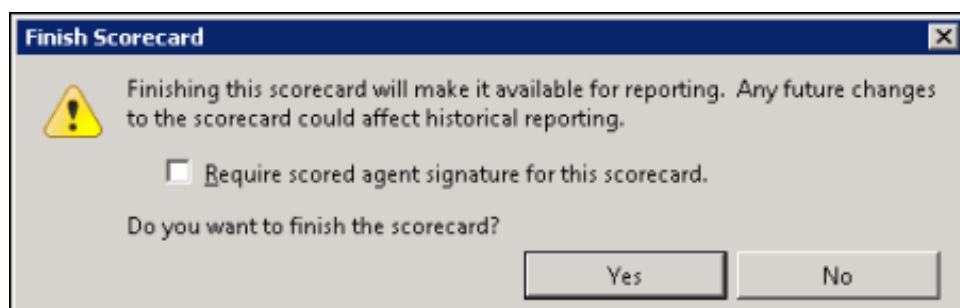 Finish Scorecard
Finishing this scorecard will make it available for reporting. Any future changes
to the scorecard could affect historical reporting.
Require scored agent signature for this scorecard.
Do you want to finish the scorecard?
Yes No